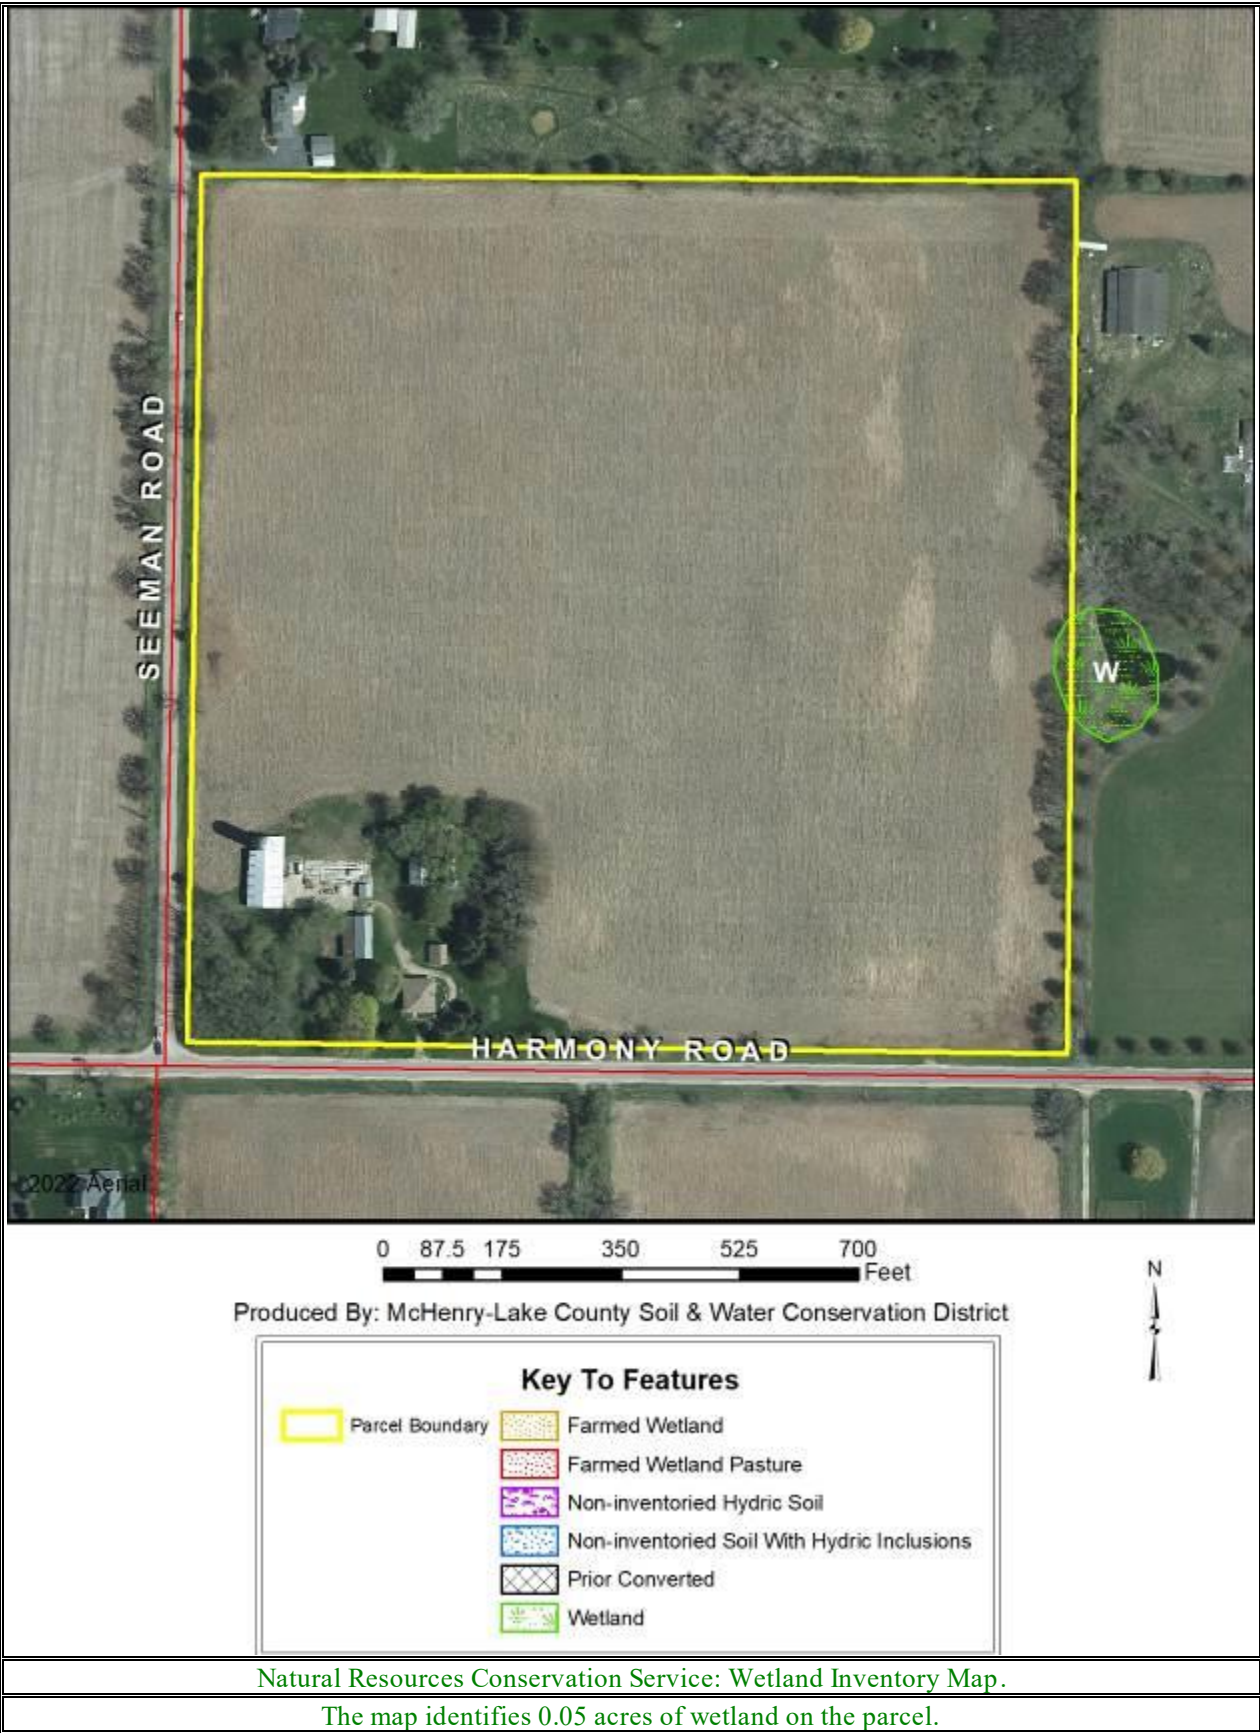 SEEMAN ROAD
W
HARMONY ROAD
2022 Aerial
0 87.5 175 350 525 700
Feet
N
Produced By: McHenry-Lake County Soil & Water Conservation District
Key To Features
Parcel Boundary
Farmed Wetland
Farmed Wetland Pasture
Non-inventoried Hydric Soil
Non-inventoried Soil With Hydric Inclusions
Prior Converted
Wetland
Natural Resources Conservation Service: Wetland Inventory Map.
The map identifies 0.05 acres of wetland on the parcel.